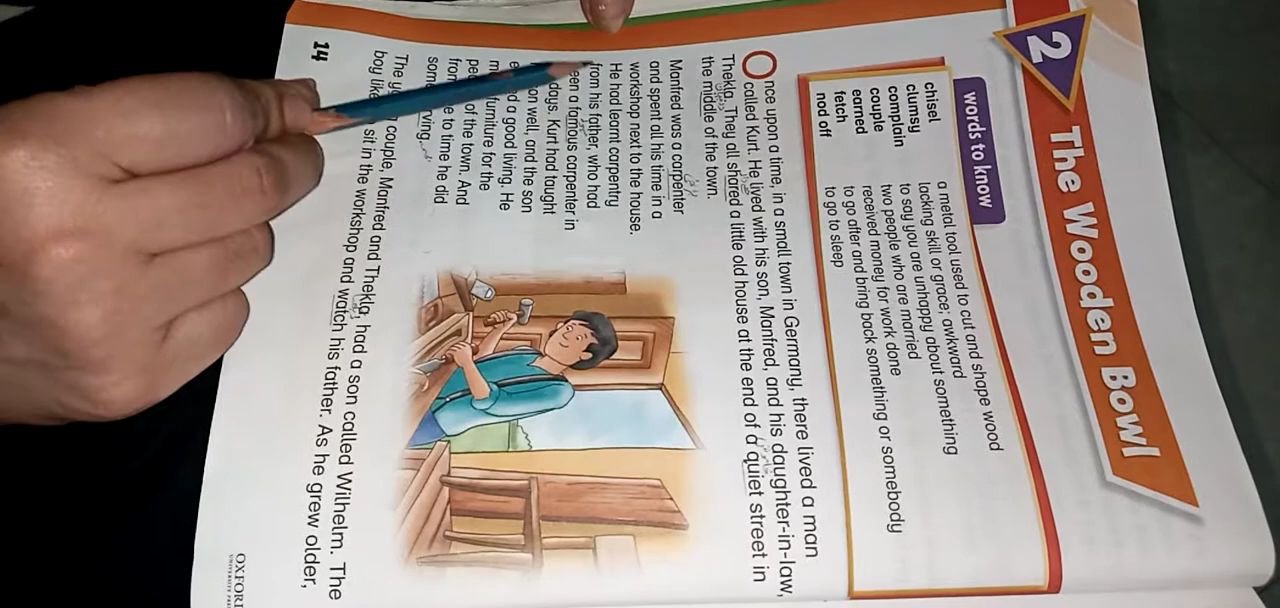 2 The Wooden Bowl
words to know
chisel a metal tool used to cut and shape wood
clumsy lacking skill or grace; awkward
complain to say you are unhappy about something
couple two people who are married
earned received money for work done
fetch to go after and bring back something or somebody
nod off to go to sleep
Once upon a time, in a small town in Germany, there lived a man
called Kurt. He lived with his son, Manfred, and his daughter-in-law,
Thekla. They all shared a little old house at the end of a quiet street in
the middle of the town.
Manfred was a carpenter
and spent all his time in a
workshop next to the house.
He had learnt carpentry
from his father, who had
been a famous carpenter in
days. Kurt had taught
son well, and the son
a good living. He
furniture for the
of the town. And
from to time he did
The couple, Manfred and Thekla, had a son called Wilhelm. The
boy sit in the workshop and watch his father. As he grew older,
14
OXFORD